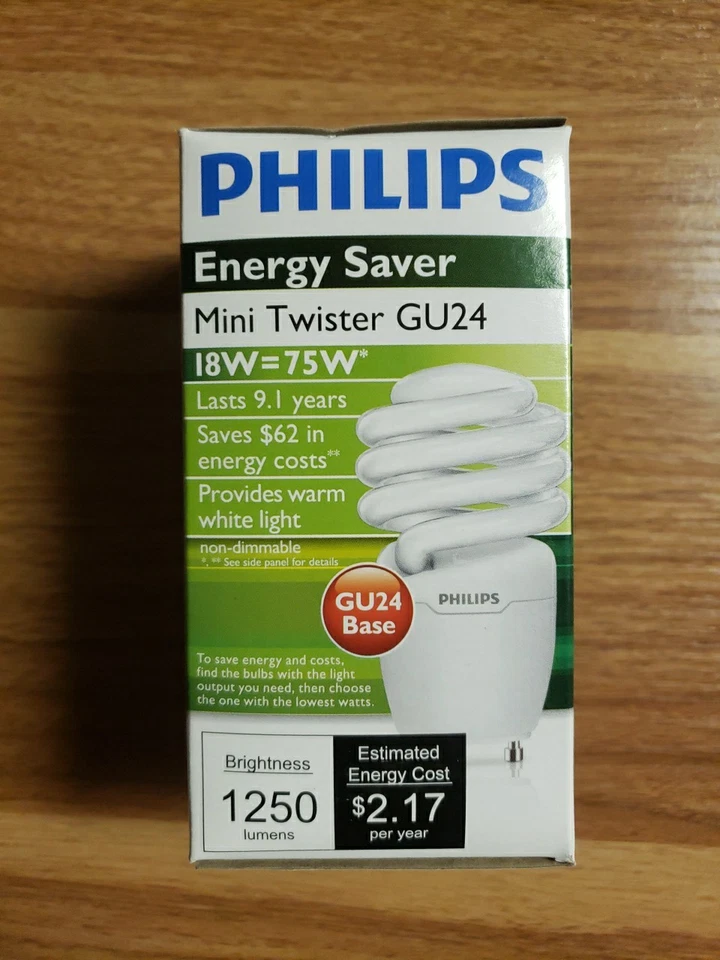 PHILIPS
Energy Saver
Mini Twister GU24
18W=75W*
Lasts 9.1 years
Saves $62 in
energy costs**
Provides warm
white light
non-dimmable
*, ** See side panel for details
GU24
Base
PHILIPS
To save energy and costs,
find the bulbs with the light
output you need, then choose
the one with the lowest watts.
Brightness
1250
lumens
Estimated
Energy Cost
$2.17
per year